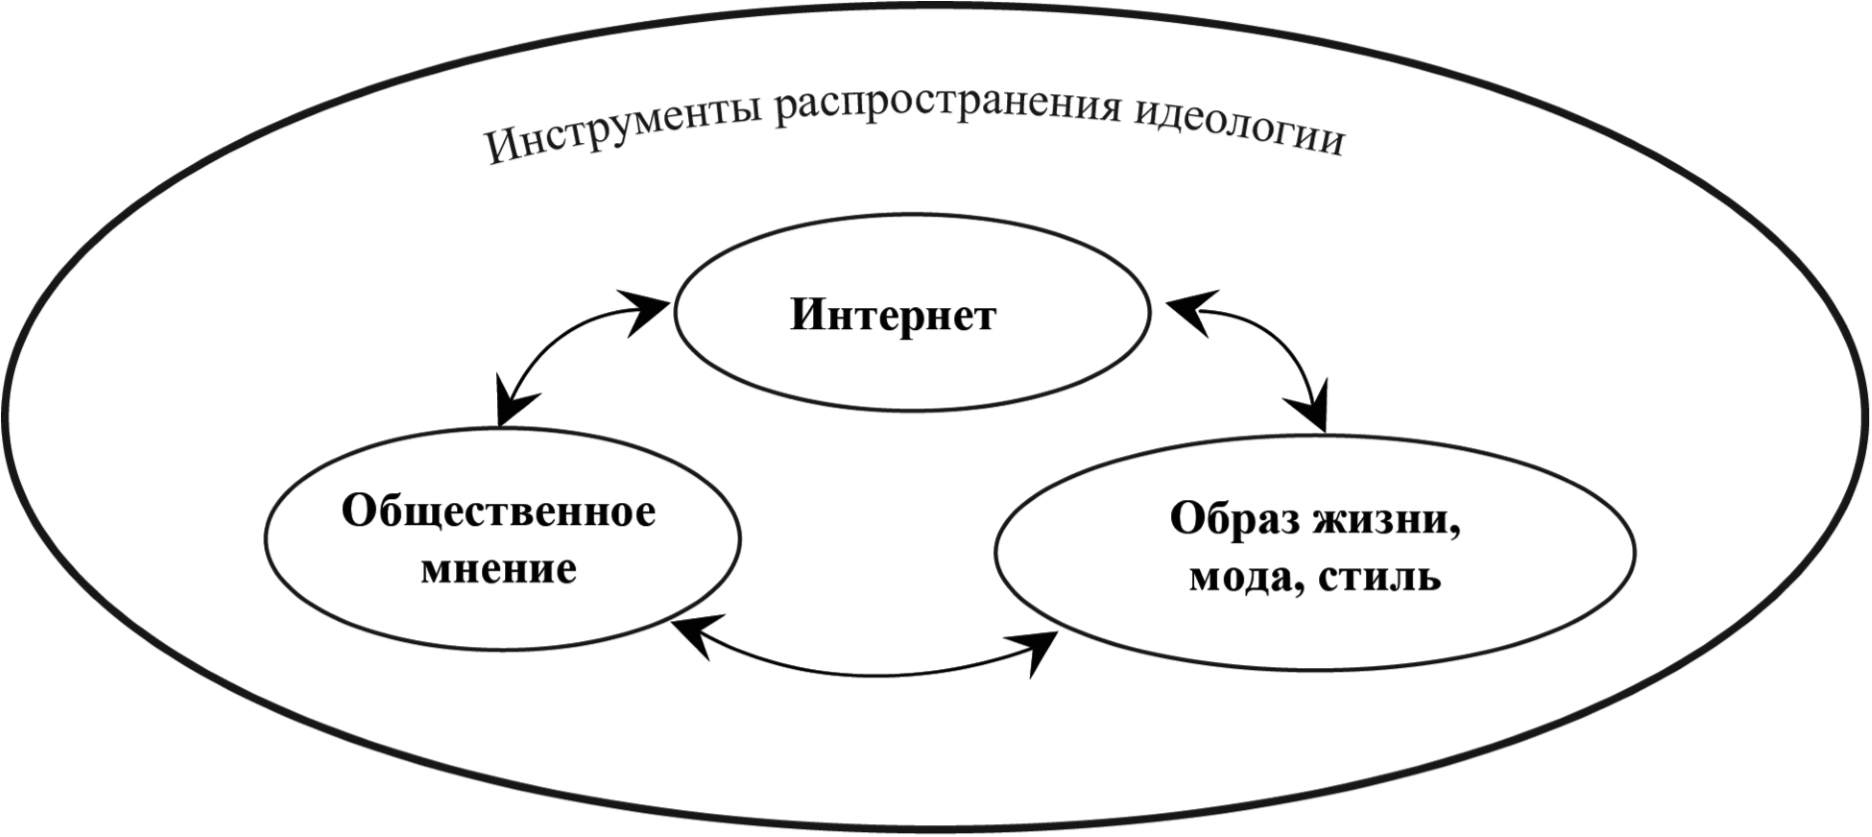 Инструменты распространения идеологии
Интернет
Общественное
мнение
Образ жизни,
мода, стиль